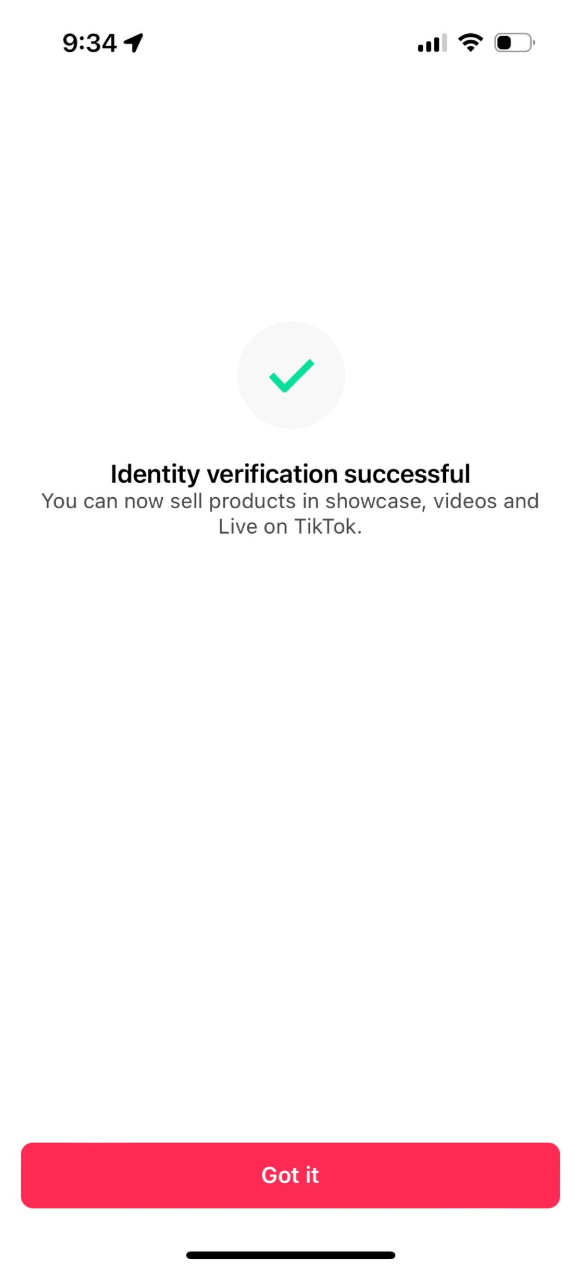 9:34
Identity verification successful
You can now sell products in showcase, videos and
Live on TikTok.
Got it